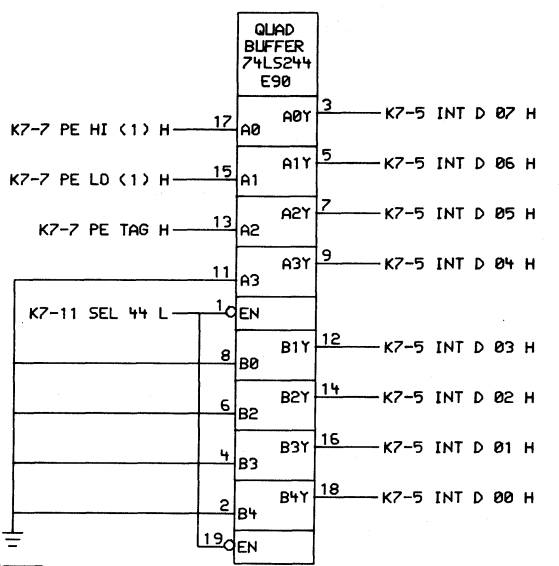 QUAD
BUFFER
74LS244
E90
K7-7 PE HI (1) H 17 A0 A0Y 3 K7-5 INT D 07 H
K7-7 PE LO (1) H 15 A1 A1Y 5 K7-5 INT D 06 H
K7-7 PE TAG H 13 A2 A2Y 7 K7-5 INT D 05 H
11 A3 A3Y 9 K7-5 INT D 04 H
K7-11 SEL 44 L 1 EN
8 B0 B1Y 12 K7-5 INT D 03 H
6 B2 B2Y 14 K7-5 INT D 02 H
4 B3 B3Y 16 K7-5 INT D 01 H
2 B4 B4Y 18 K7-5 INT D 00 H
19 EN